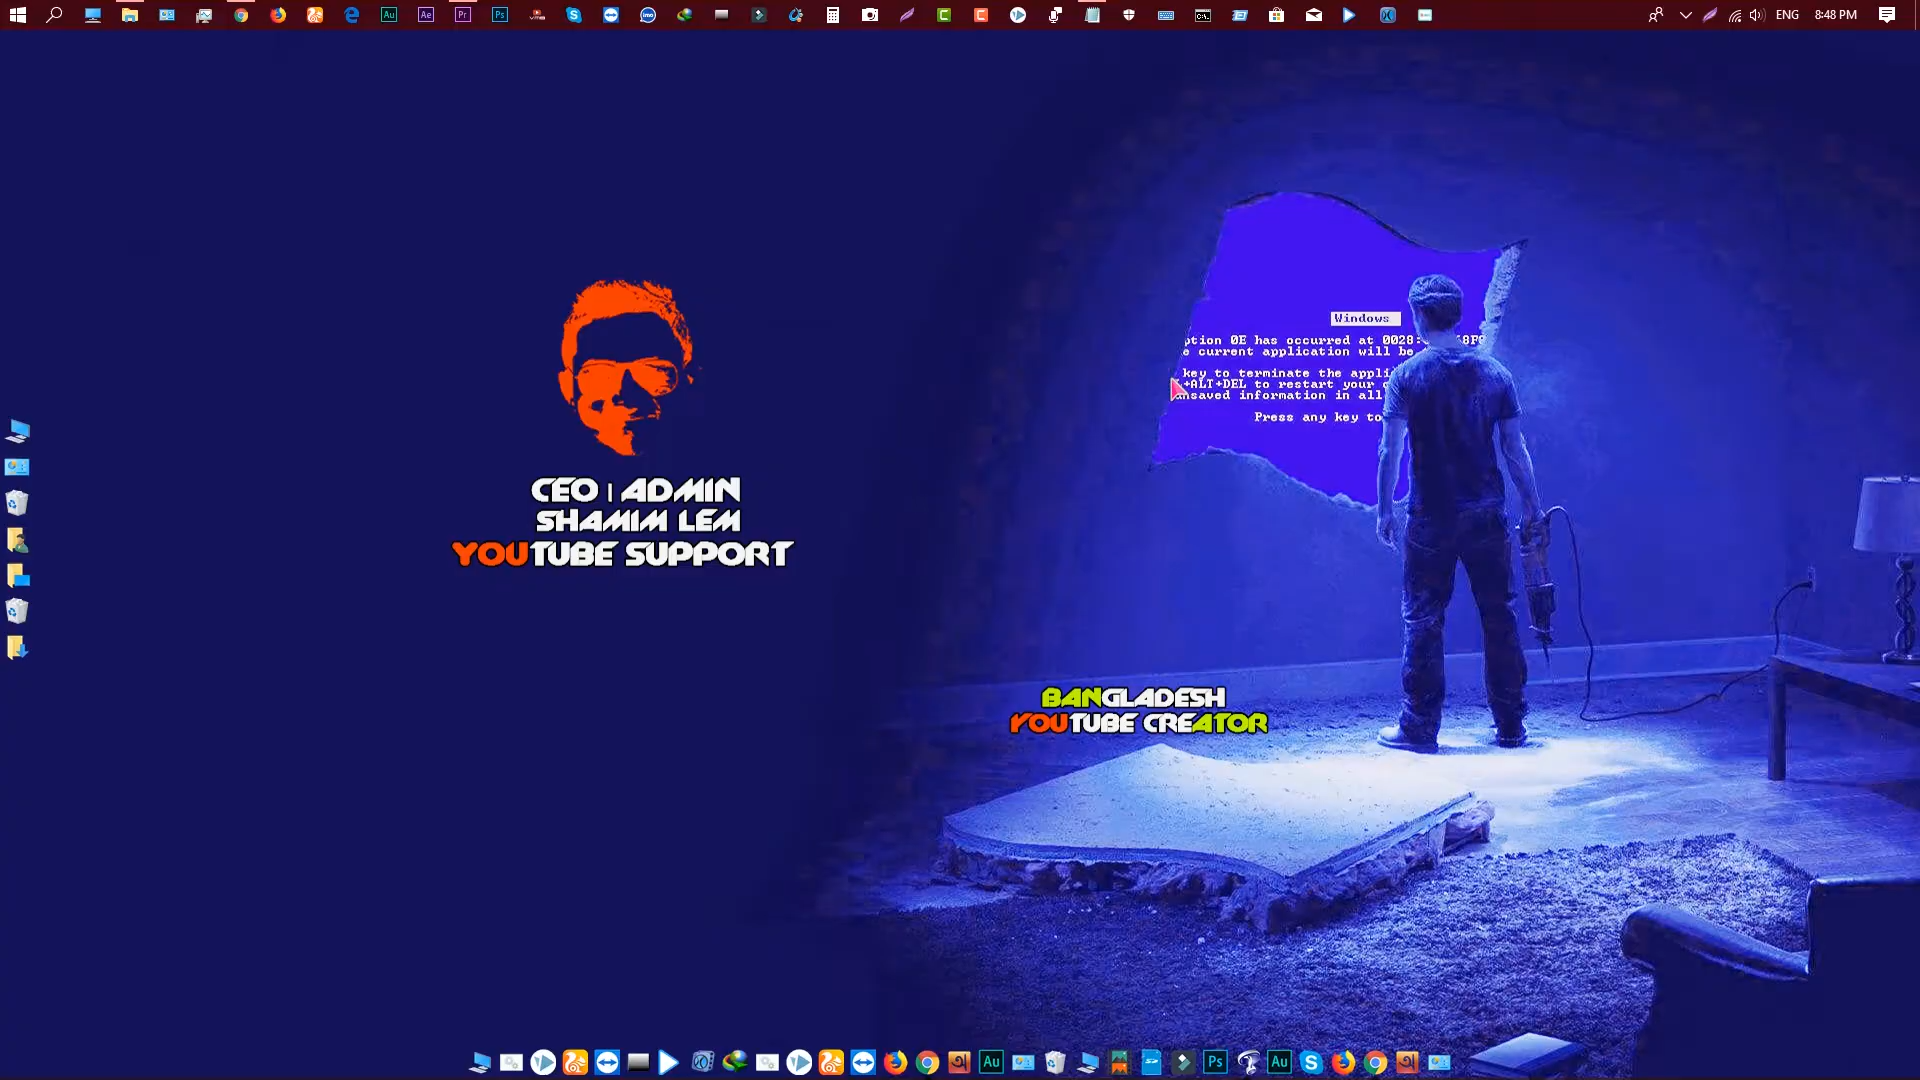 Au
Ae
Pr
Ps
imo
ENG
8:48 PM
Windows
ption 0E has occurred at 0028:
e current application will be
key to terminate the appli
+ALT+DEL to restart your
unsaved information in all
Press any key to
CEO | ADMIN
SHAMIM LEM
YOUTUBE SUPPORT
BANGLADESH
YOUTUBE CREATOR
Au
Ps
Au